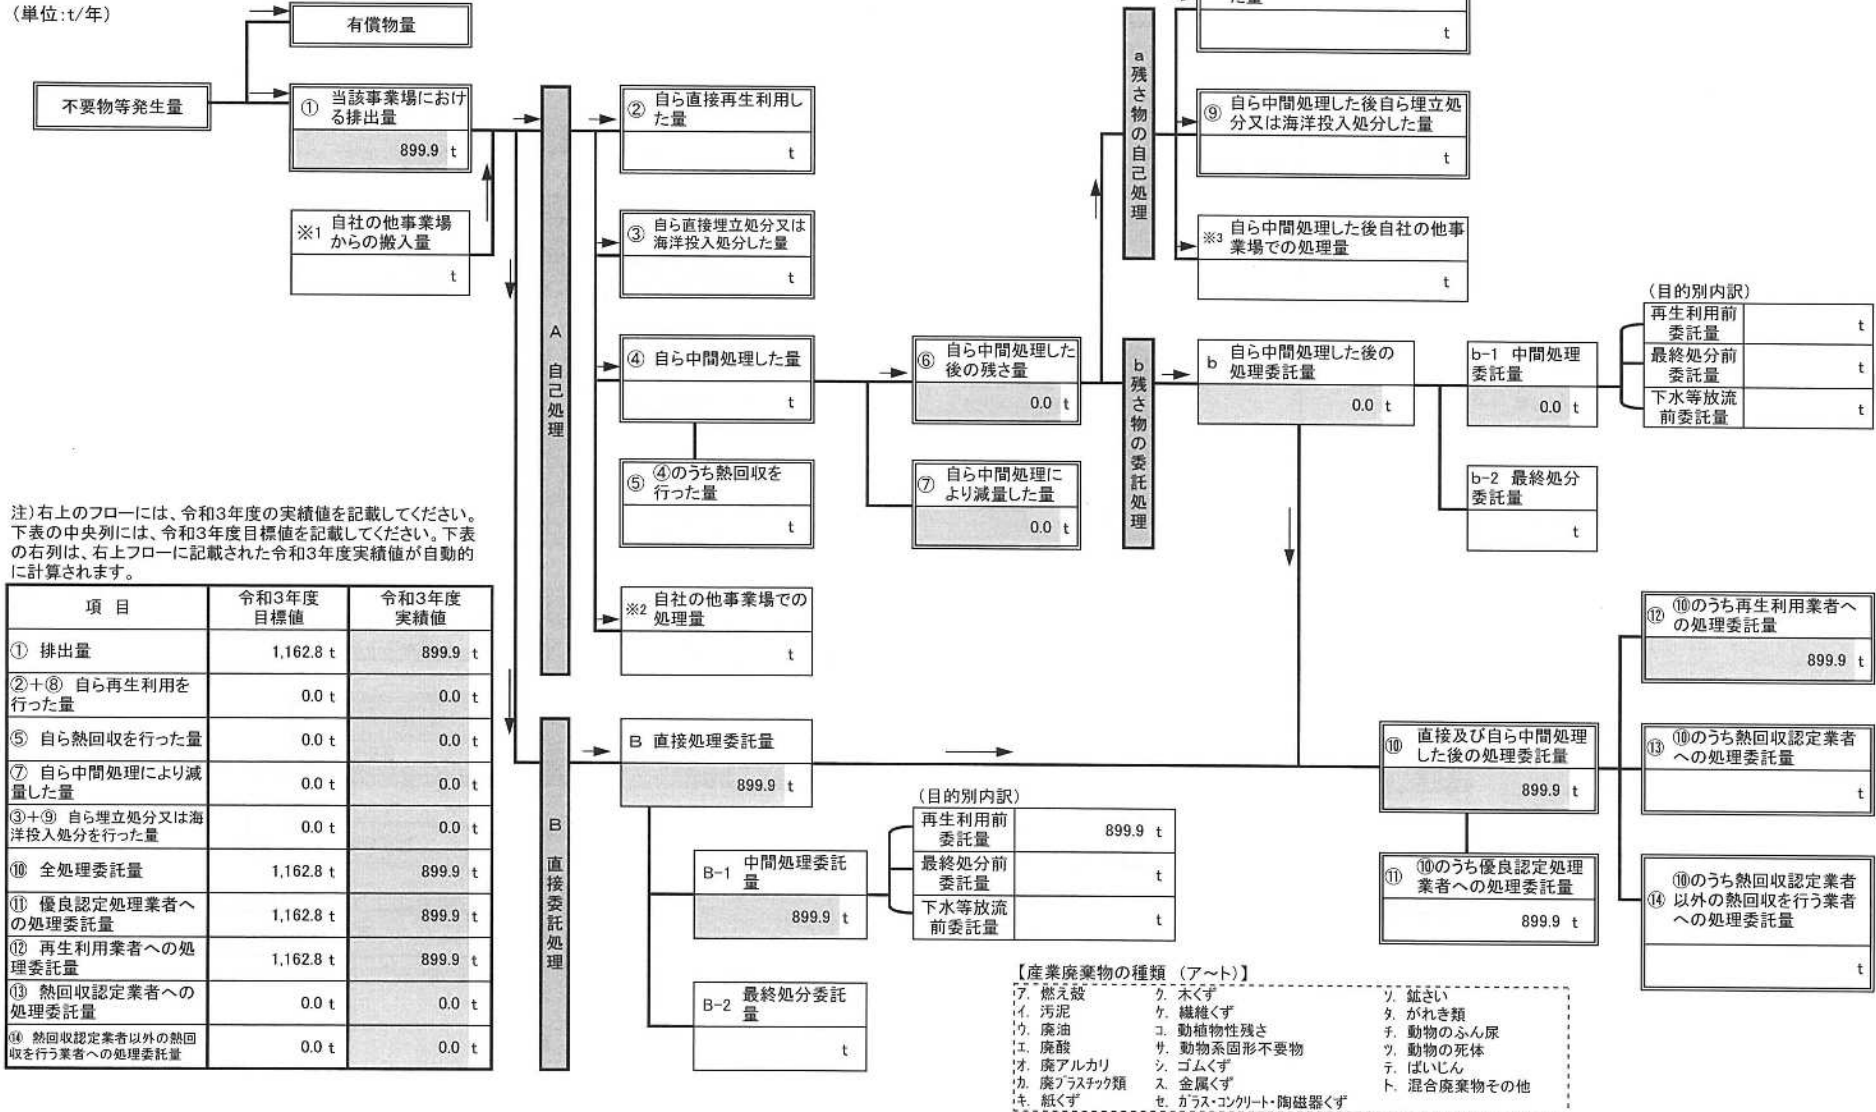 (単位:t/年)
有償物量
不要物等発生量
① 当該事業場におけ
る排出量
899.9 t
※1 自社の他事業場
からの搬入量
t
A 自己処理
② 自ら直接再生利用し
た量
t
③ 自ら直接埋立処分又は
海洋投入処分した量
t
④ 自ら中間処理した量
t
⑤ ④のうち熱回収を
行った量
t
※2 自社の他事業場での
処理量
t
⑥ 自ら中間処理した
後の残さ量
0.0 t
⑦ 自ら中間処理に
より減量した量
0.0 t
a 残さ物の自己処理
た量
t
⑨ 自ら中間処理した後自ら埋立処
分又は海洋投入処分した量
t
※3 自ら中間処理した後自社の他事
業場での処理量
t
b 残さ物の委託処理
b 自ら中間処理した後の
処理委託量
0.0 t
b-1 中間処理
委託量
0.0 t
(目的別内訳)
再生利用前
委託量
t
最終処分前
委託量
t
下水等放流
前委託量
t
b-2 最終処分
委託量
t
注)右上のフローには、令和3年度の実績値を記載してください。
下表の中央列には、令和3年度目標値を記載してください。下表
の右列は、右上フローに記載された令和3年度実績値が自動的
に計算されます。
項 目
令和3年度
目標値
令和3年度
実績値
① 排出量 1,162.8 t 899.9 t
②+⑧ 自ら再生利用を
行った量 0.0 t 0.0 t
⑤ 自ら熱回収を行った量 0.0 t 0.0 t
⑦ 自ら中間処理により減
量した量 0.0 t 0.0 t
③+⑨ 自ら埋立処分又は海
洋投入処分を行った量 0.0 t 0.0 t
⑩ 全処理委託量 1,162.8 t 899.9 t
⑪ 優良認定処理業者へ
の処理委託量 1,162.8 t 899.9 t
⑫ 再生利用業者への処
理委託量 1,162.8 t 899.9 t
⑬ 熱回収認定業者への
処理委託量 0.0 t 0.0 t
⑭ 熱回収認定業者以外の熱回
収を行う業者への処理委託量 0.0 t 0.0 t
B 直接委託処理
B 直接処理委託量
899.9 t
B-1 中間処理委託
量
899.9 t
(目的別内訳)
再生利用前
委託量
899.9 t
最終処分前
委託量
t
下水等放流
前委託量
t
B-2 最終処分委託
量
t
⑩ 直接及び自ら中間処理
した後の処理委託量
899.9 t
⑪ ⑩のうち優良認定処理
業者への処理委託量
899.9 t
⑫ ⑩のうち再生利用業者へ
の処理委託量
899.9 t
⑬ ⑩のうち熱回収認定業者
への処理委託量
t
⑭ ⑩のうち熱回収認定業者
以外の熱回収を行う業者
への処理委託量
t
【産業廃棄物の種類 (ア~ト)】
ア. 燃え殻 ク. 木くず ソ. 鉱さい
イ. 汚泥 ケ. 繊維くず タ. がれき類
ウ. 廃油 コ. 動植物性残さ チ. 動物のふん尿
エ. 廃酸 サ. 動物系固形不要物 ツ. 動物の死体
オ. 廃アルカリ シ. ゴムくず テ. ばいじん
カ. 廃プラスチック類 ス. 金属くず ト. 混合廃棄物その他
キ. 紙くず セ. ガラス・コンクリート・陶磁器くず